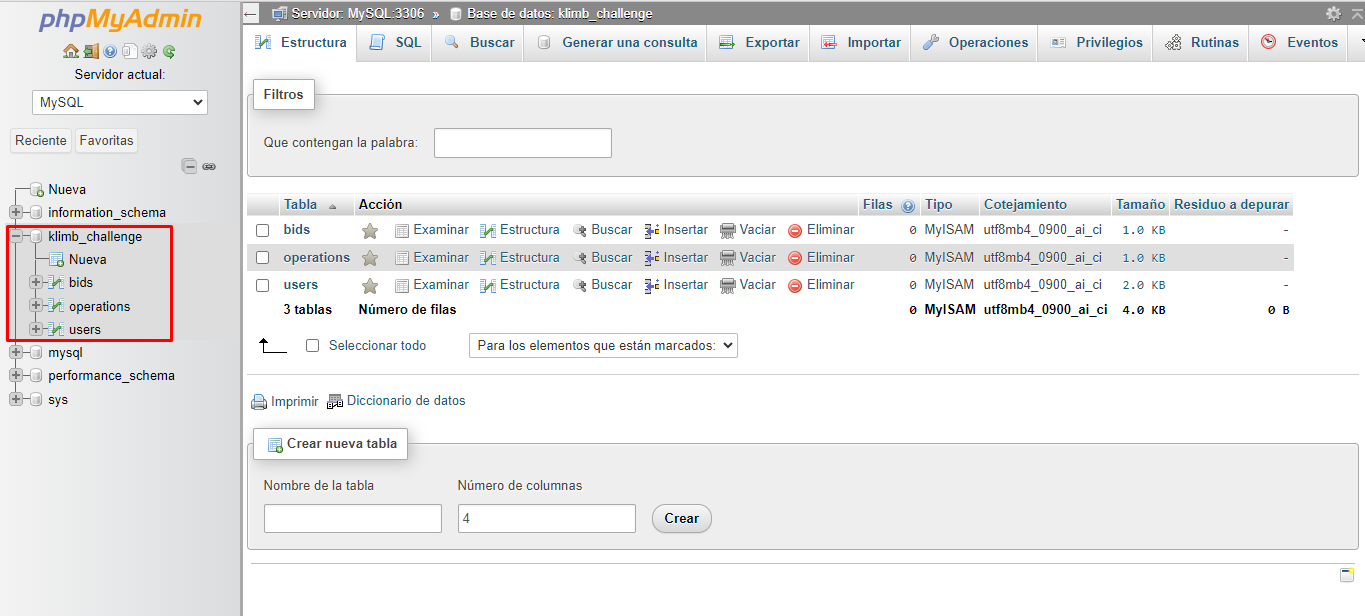 phpMyAdmin
Servidor actual:
MySQL
Reciente Favoritas
Nueva
information_schema
klimb_challenge
Nueva
bids
operations
users
mysql
performance_schema
sys
Servidor: MySQL:3306 » Base de datos: klimb_challenge
Estructura SQL Buscar Generar una consulta Exportar Importar Operaciones Privilegios Rutinas Eventos
Filtros
Que contengan la palabra:
Tabla Acción Filas Tipo Cotejamiento Tamaño Residuo a depurar
bids Examinar Estructura Buscar Insertar Vaciar Eliminar 0 MyISAM utf8mb4_0900_ai_ci 1.0 KB -
operations Examinar Estructura Buscar Insertar Vaciar Eliminar 0 MyISAM utf8mb4_0900_ai_ci 1.0 KB -
users Examinar Estructura Buscar Insertar Vaciar Eliminar 0 MyISAM utf8mb4_0900_ai_ci 2.0 KB -
3 tablas Número de filas 0 MyISAM utf8mb4_0900_ai_ci 4.0 KB 0 B
Seleccionar todo Para los elementos que están marcados:
Imprimir Diccionario de datos
Crear nueva tabla
Nombre de la tabla Número de columnas
4 Crear